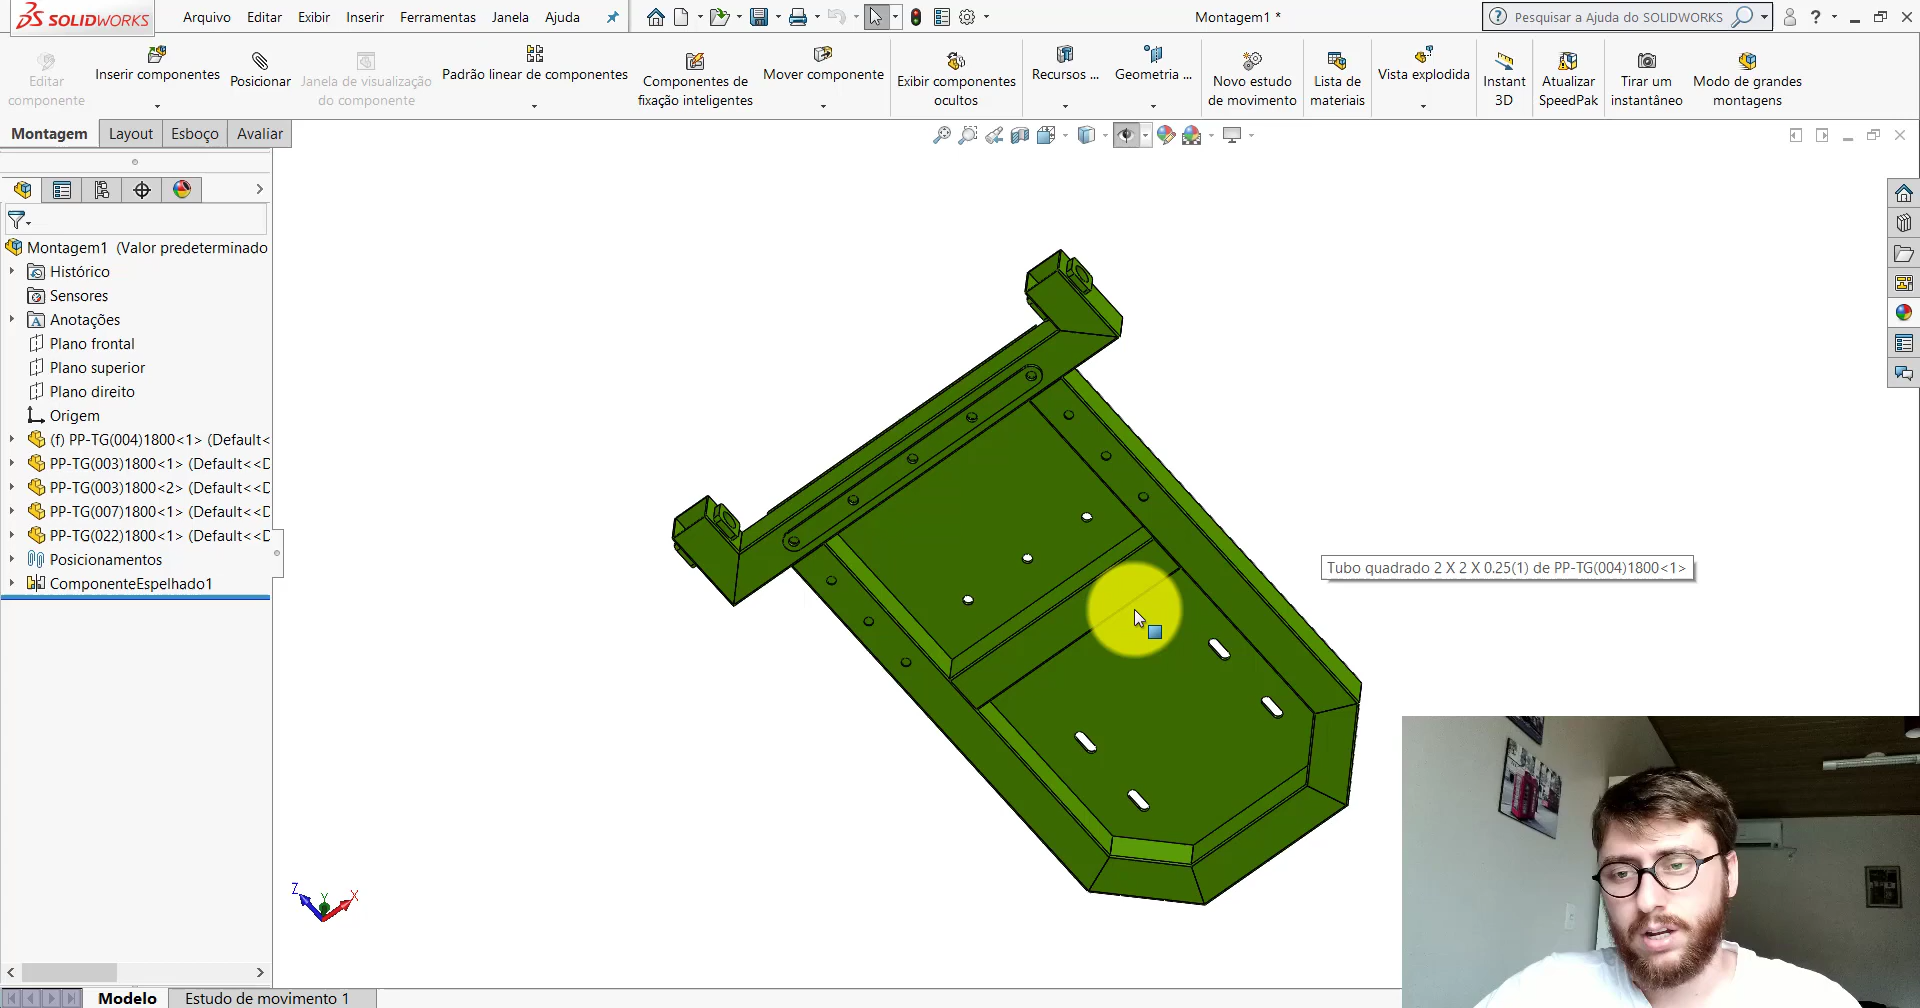 SOLIDWORKS
Arquivo Editar Exibir Inserir Ferramentas Janela Ajuda
Montagem1 *
Pesquisar a Ajuda do SOLIDWORKS
Editar componente
Inserir componentes
Posicionar
Janela de visualização do componente
Padrão linear de componentes
Componentes de fixação inteligentes
Mover componente
Exibir componentes ocultos
Recursos ...
Geometria ...
Novo estudo de movimento
Lista de materiais
Vista explodida
Instant 3D
Atualizar SpeedPak
Tirar um instantâneo
Modo de grandes montagens
Montagem Layout Esboço Avaliar
Montagem1 (Valor predeterminado
Histórico
Sensores
Anotações
Plano frontal
Plano superior
Plano direito
Origem
(f) PP-TG(004)1800<1> (Default<
PP-TG(003)1800<1> (Default<<D
PP-TG(003)1800<2> (Default<<D
PP-TG(007)1800<1> (Default<<D
PP-TG(022)1800<1> (Default<<D
Posicionamentos
ComponenteEspelhado1
Tubo quadrado 2 X 2 X 0.25(1) de PP-TG(004)1800<1>
Z Y X
Modelo Estudo de movimento 1